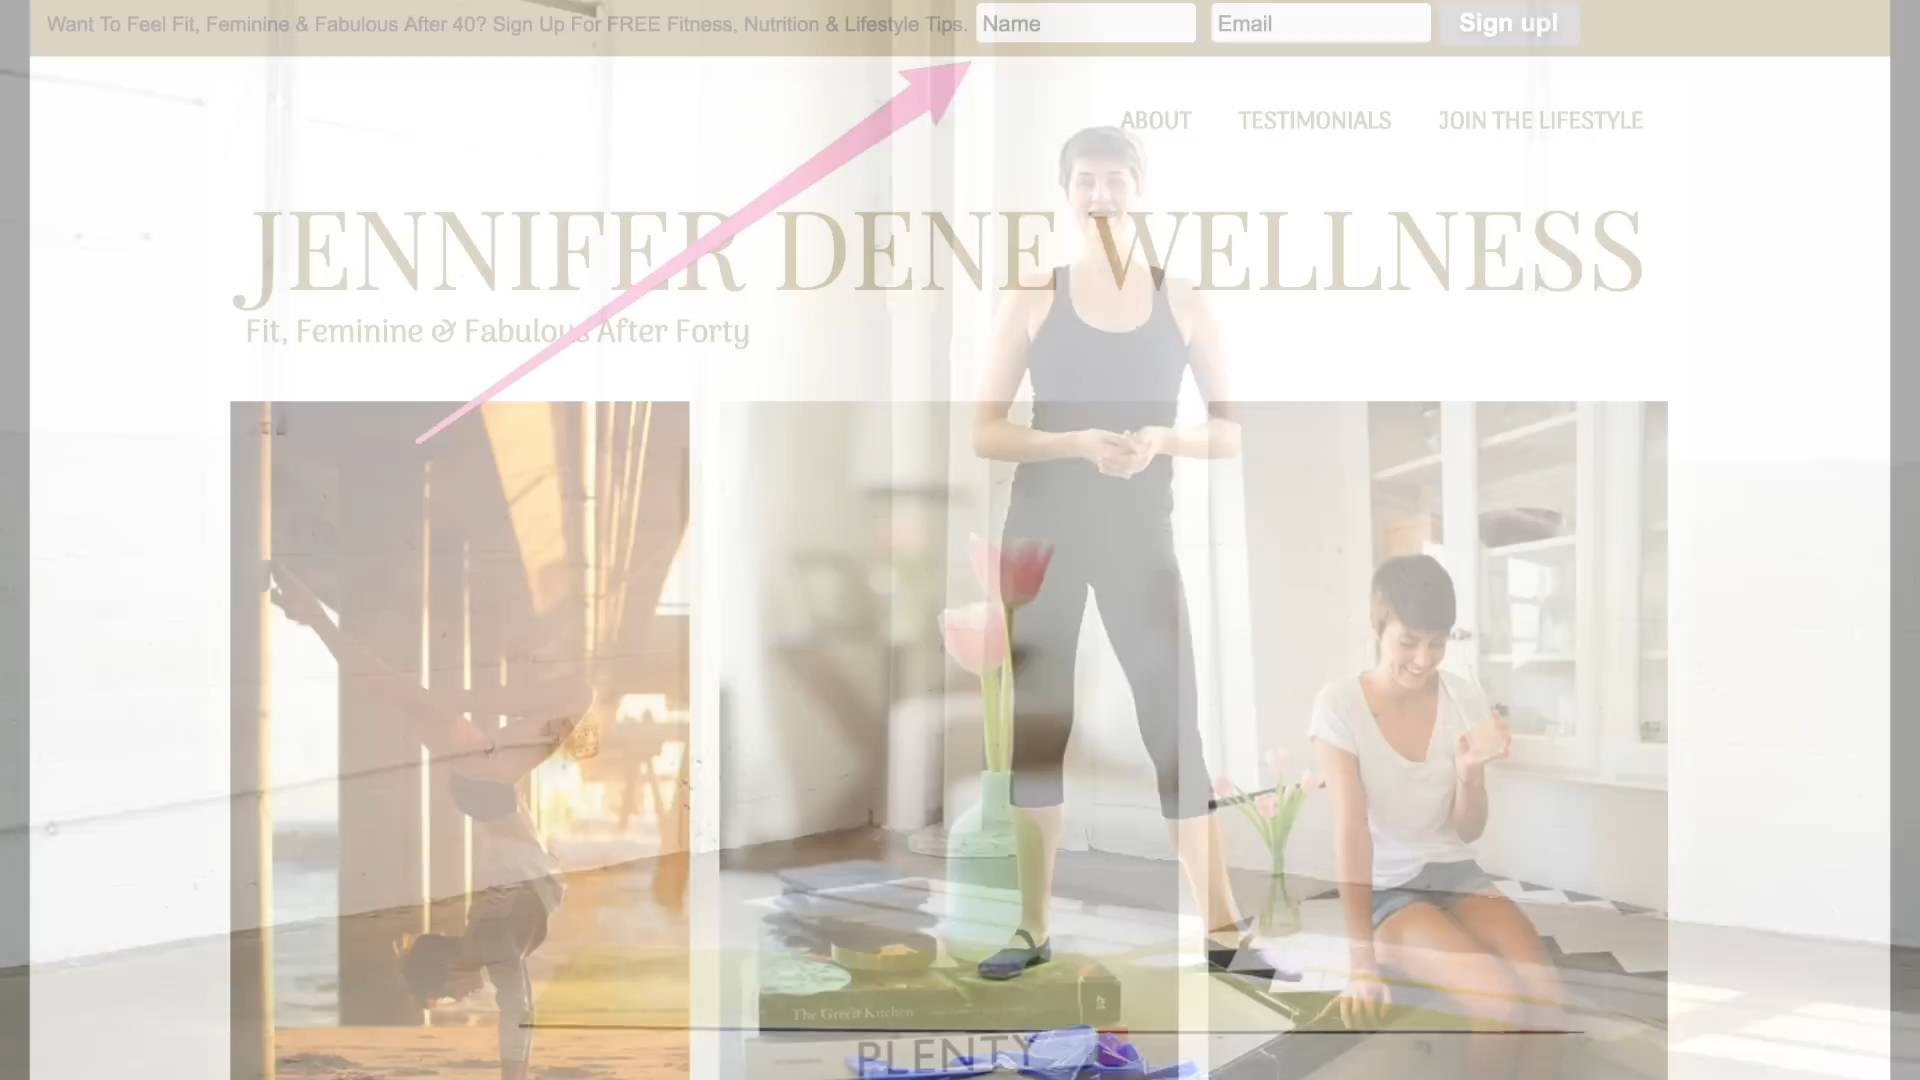 Want To Feel Fit, Feminine & Fabulous After 40? Sign Up For FREE Fitness, Nutrition & Lifestyle Tips. Name Email Sign up!
ABOUT TESTIMONIALS JOIN THE LIFESTYLE
JENNIFER DENE WELLNESS
Fit, Feminine & Fabulous After Forty
The Green Kitchen
PLENTY